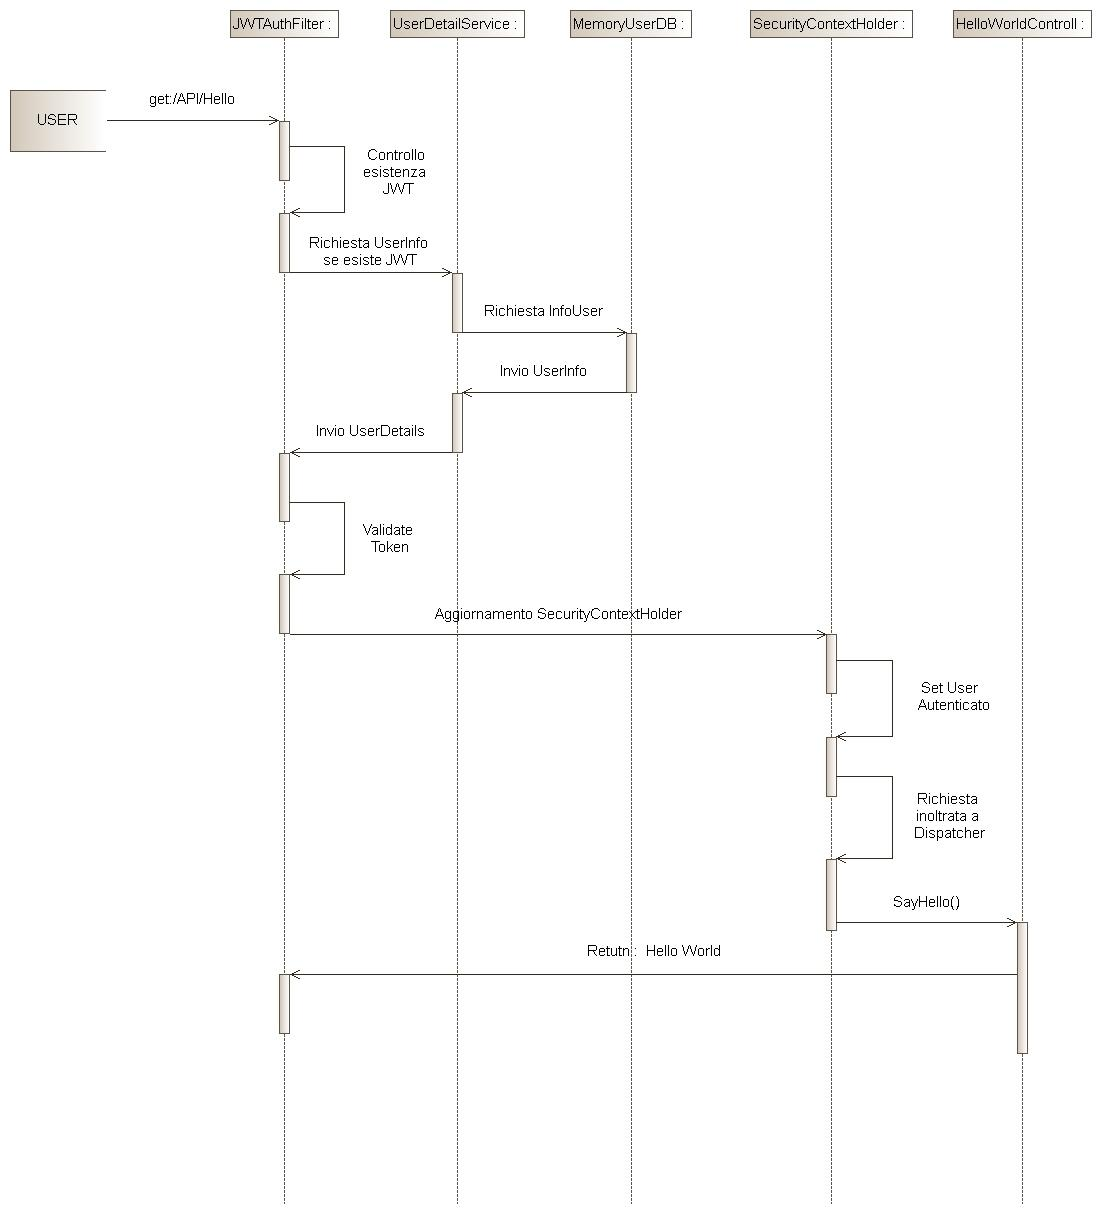 JWTAuthFilter :
UserDetailService :
MemoryUserDB :
SecurityContextHolder :
HelloWorldControll :
USER
get:/API/Hello
Controllo
esistenza
JWT
Richiesta UserInfo
se esiste JWT
Richiesta InfoUser
Invio UserInfo
Invio UserDetails
Validate
Token
Aggiornamento SecurityContextHolder
Set User
Autenticato
Richiesta
inoltrata a
Dispatcher
SayHello()
Retutn : Hello World